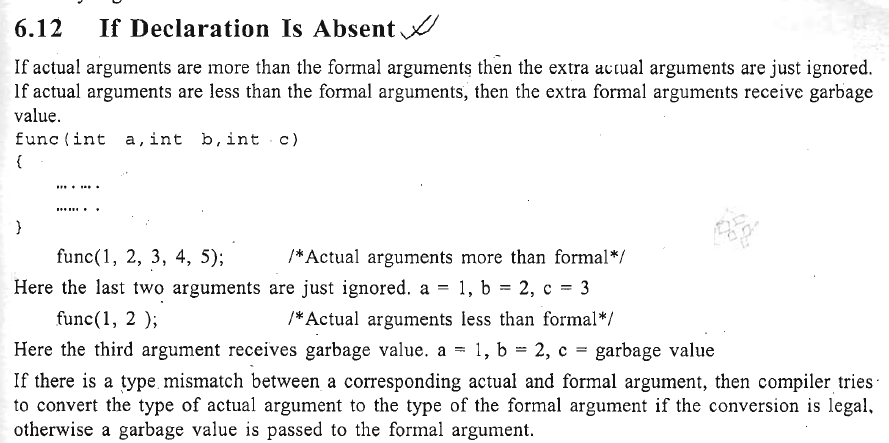 6.12 If Declaration Is Absent
If actual arguments are more than the formal arguments then the extra actual arguments are just ignored.
If actual arguments are less than the formal arguments, then the extra formal arguments receive garbage
value.
func(int a,int b,int c)
{
.......
.......
}
func(1, 2, 3, 4, 5); /*Actual arguments more than formal*/
Here the last two arguments are just ignored. a = 1, b = 2, c = 3
func(1, 2 ); /*Actual arguments less than formal*/
Here the third argument receives garbage value. a = 1, b = 2, c = garbage value
If there is a type mismatch between a corresponding actual and formal argument, then compiler tries
to convert the type of actual argument to the type of the formal argument if the conversion is legal,
otherwise a garbage value is passed to the formal argument.